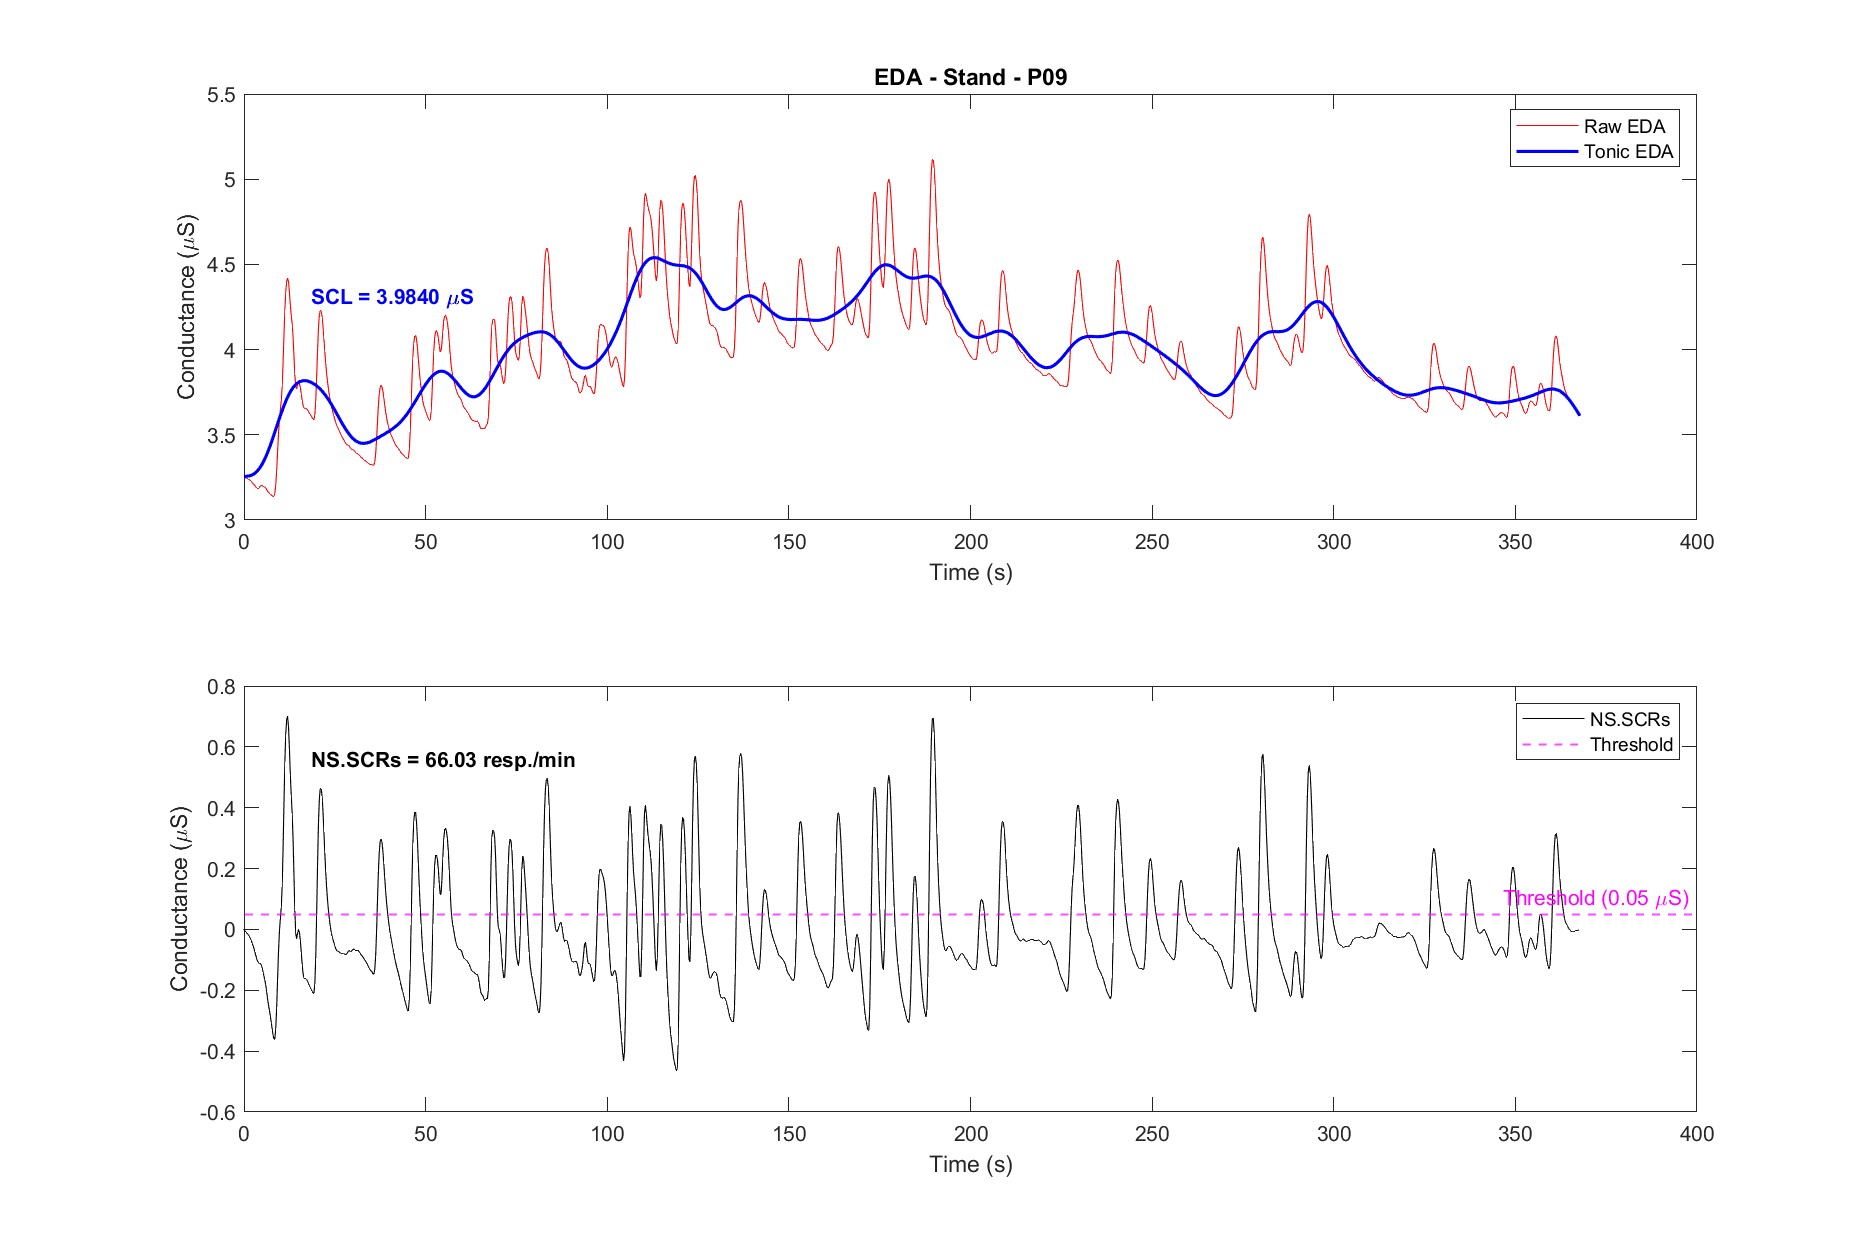 EDA - Stand - P09
5.5
5
4.5
4
3.5
3
Conductance (μS)
SCL = 3.9840 μS
Raw EDA
Tonic EDA
0 50 100 150 200 250 300 350 400
Time (s)
0.8
0.6
0.4
0.2
0
-0.2
-0.4
-0.6
Conductance (μS)
NS.SCRs = 66.03 resp./min
NS.SCRs
Threshold
Threshold (0.05 μS)
0 50 100 150 200 250 300 350 400
Time (s)